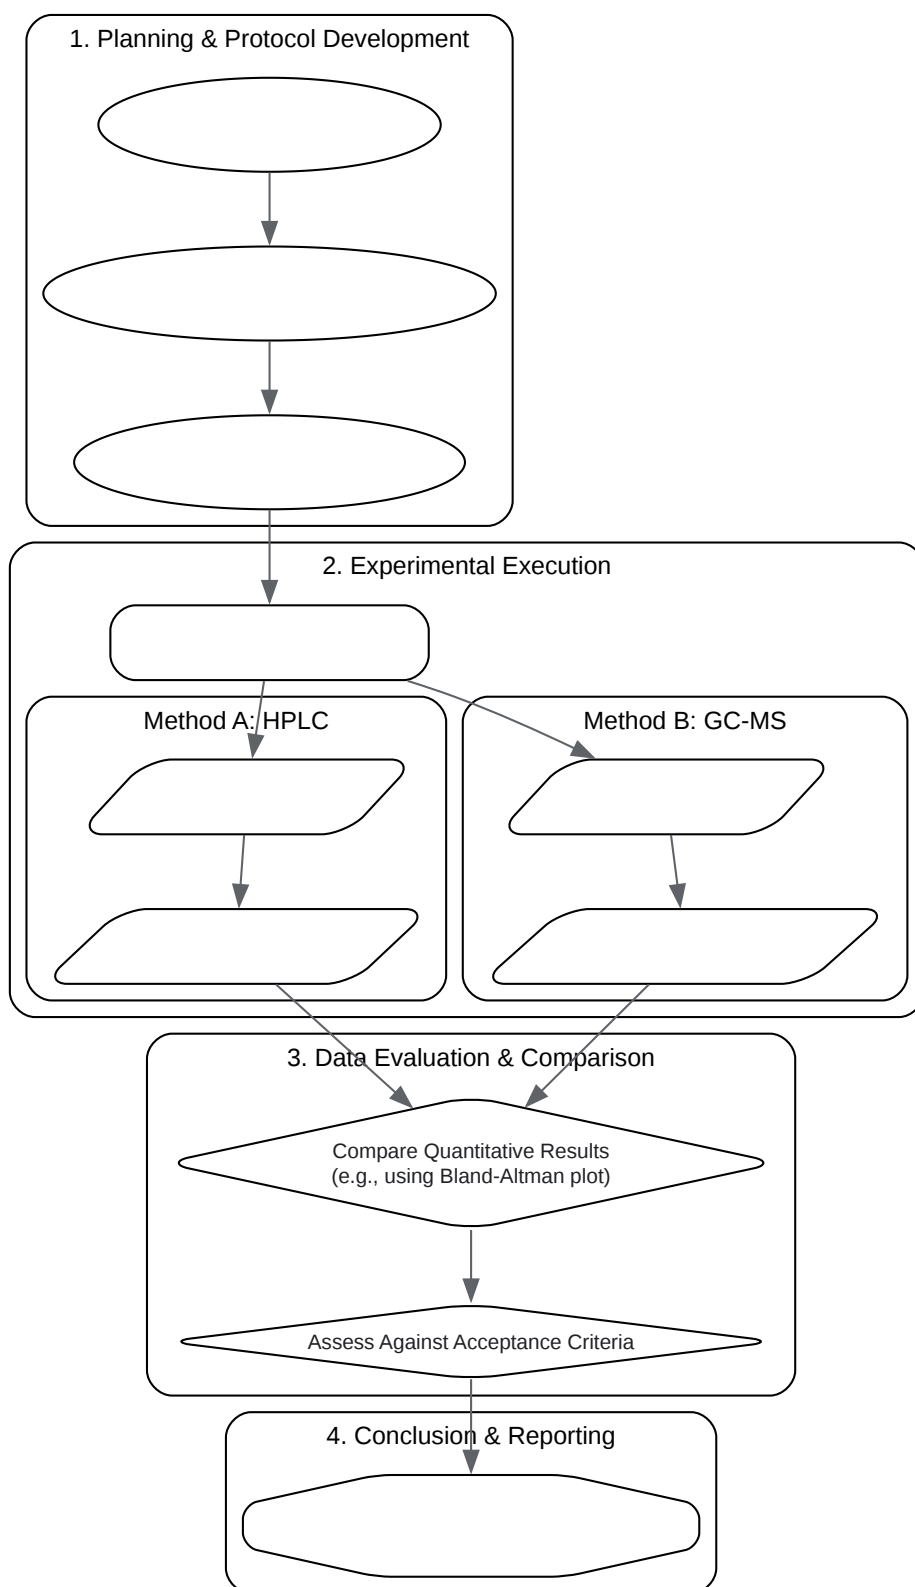 1. Planning & Protocol Development
2. Experimental Execution
Method A: HPLC
Method B: GC-MS
3. Data Evaluation & Comparison
Compare Quantitative Results
(e.g., using Bland-Altman plot)
Assess Against Acceptance Criteria
4. Conclusion & Reporting